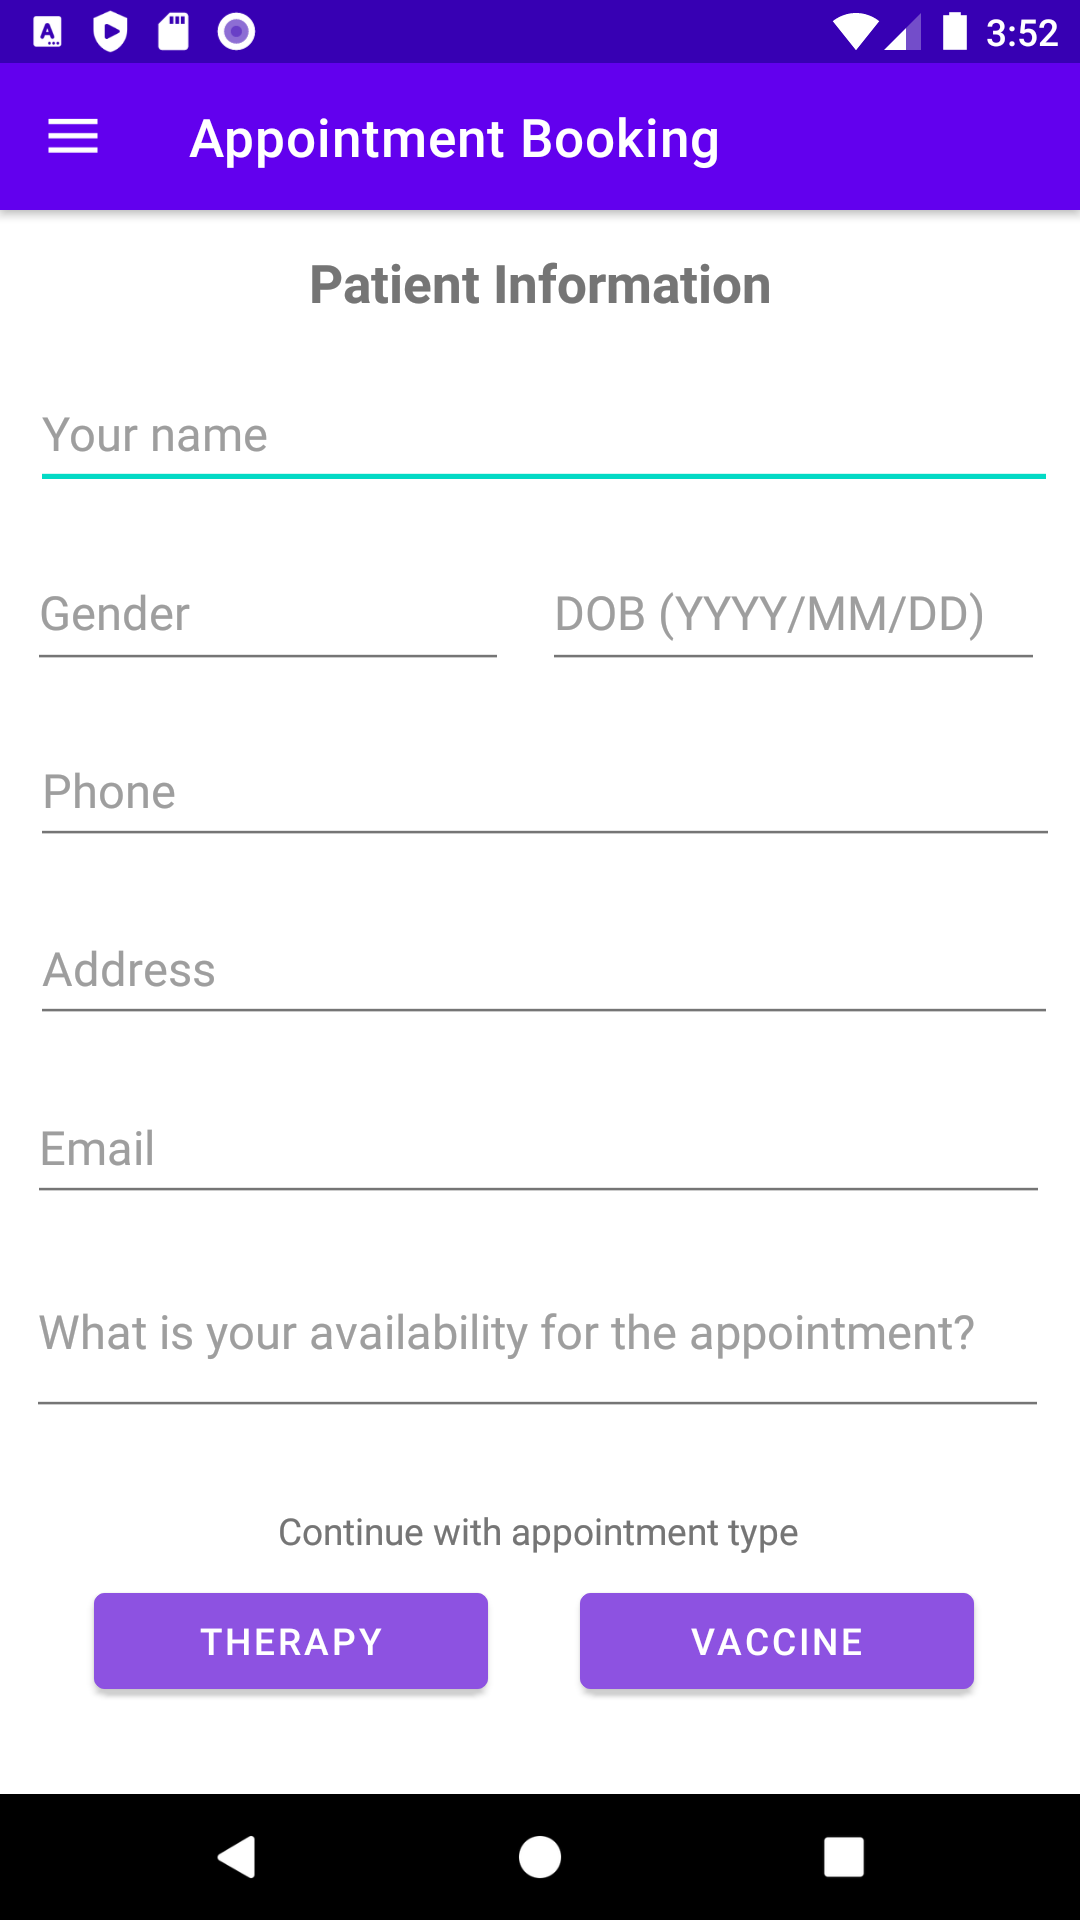 3:52
Appointment Booking
Patient Information
Your name
Gender DOB (YYYY/MM/DD)
Phone
Address
Email
What is your availability for the appointment?
Continue with appointment type
THERAPY VACCINE